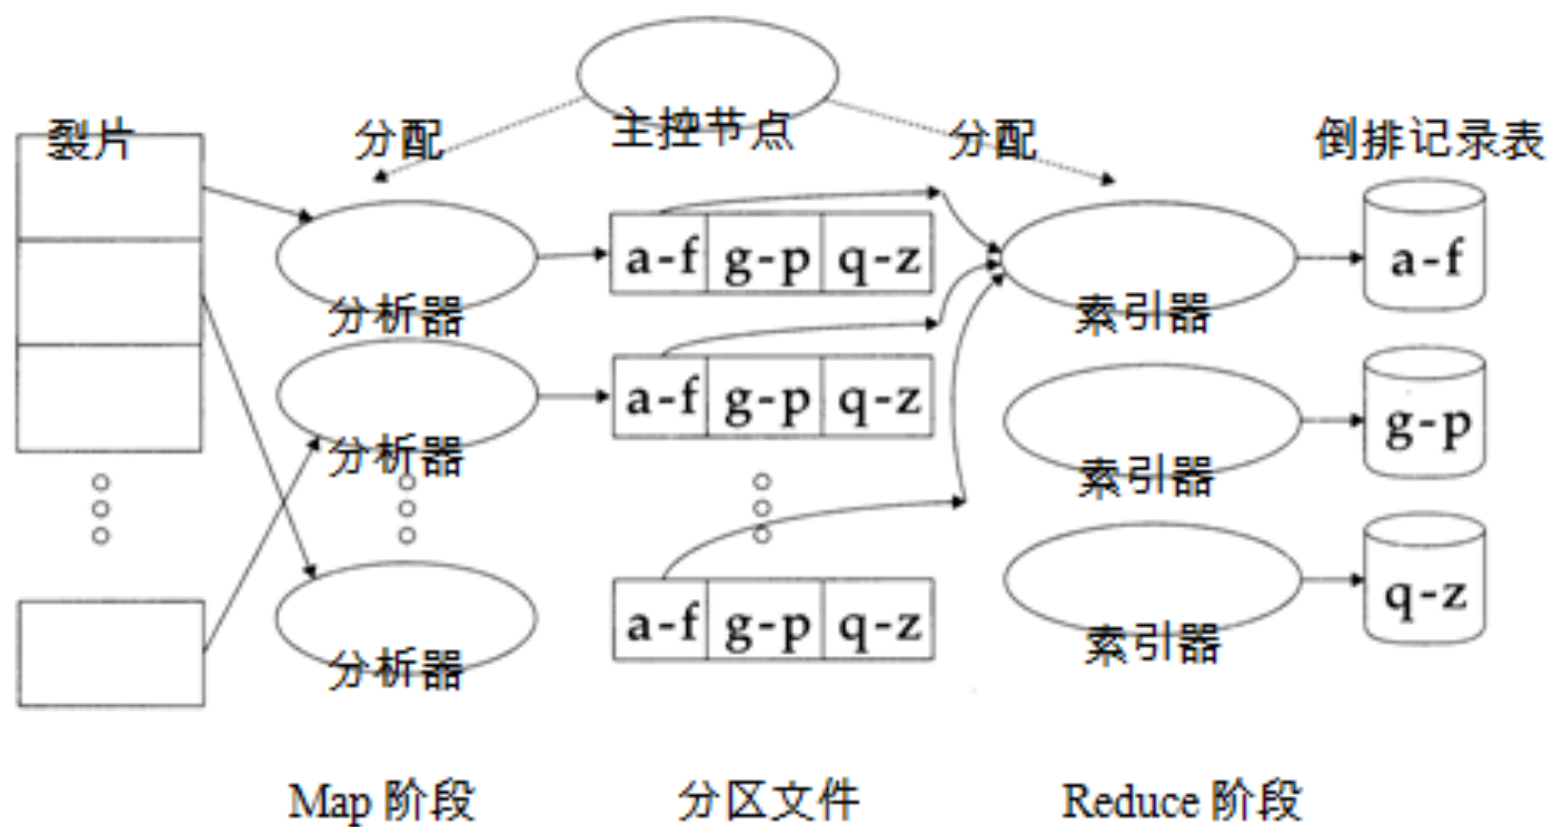 裂片
分配
主控节点
分配
倒排记录表
分析器
a-f g-p q-z
索引器
a-f
分析器
a-f g-p q-z
索引器
g-p
分析器
a-f g-p q-z
索引器
q-z
Map 阶段
分区文件
Reduce 阶段